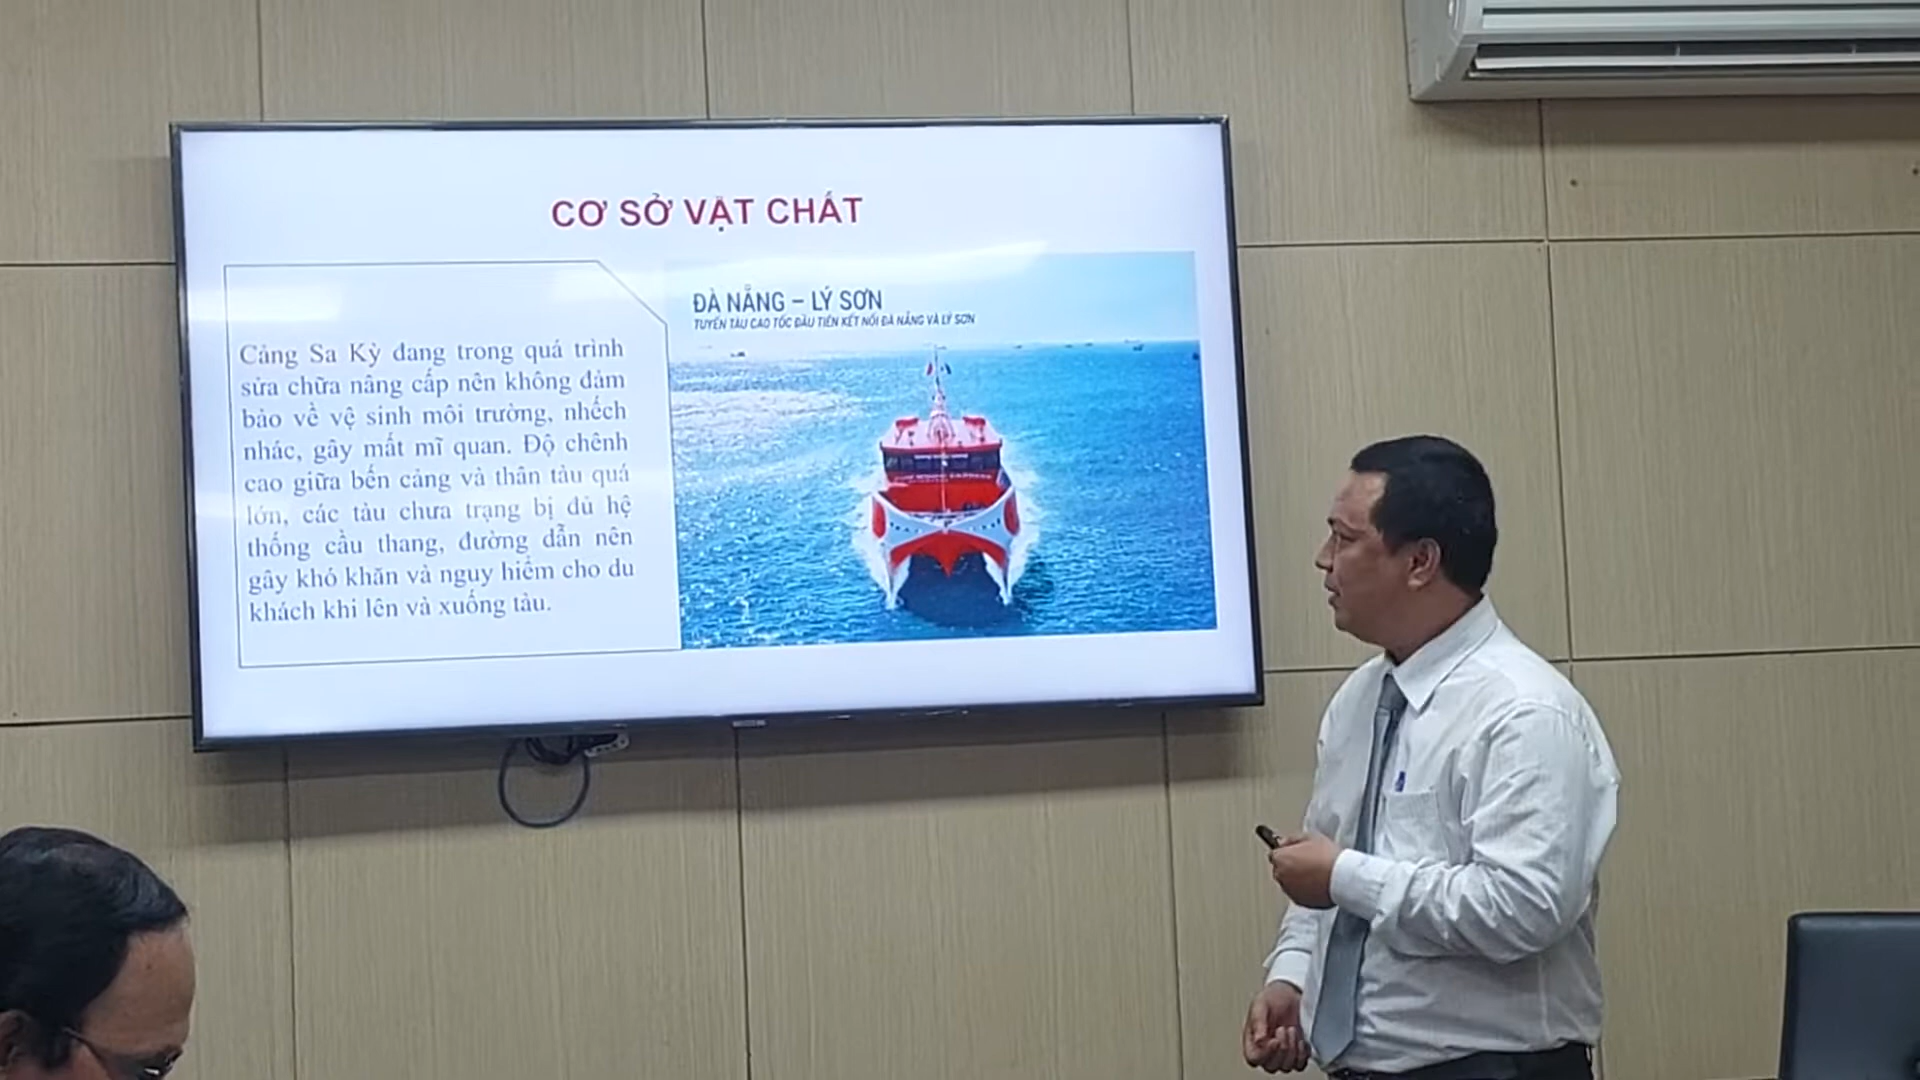 CƠ SỞ VẬT CHẤT
ĐÀ NẴNG – LÝ SƠN
TUYẾN TÀU CAO TỐC ĐẦU TIÊN KẾT NỐI ĐÀ NẴNG VÀ LÝ SƠN
Cảng Sa Kỳ đang trong quá trình
sửa chữa nâng cấp nên không đảm
bảo về vệ sinh môi trường, nhếch
nhác, gây mất mĩ quan. Độ chênh
cao giữa bến cảng và thân tàu quá
lớn, các tàu chưa trạng bị đủ hệ
thống cầu thang, đường dẫn nên
gây khó khăn và nguy hiểm cho du
khách khi lên và xuống tàu.